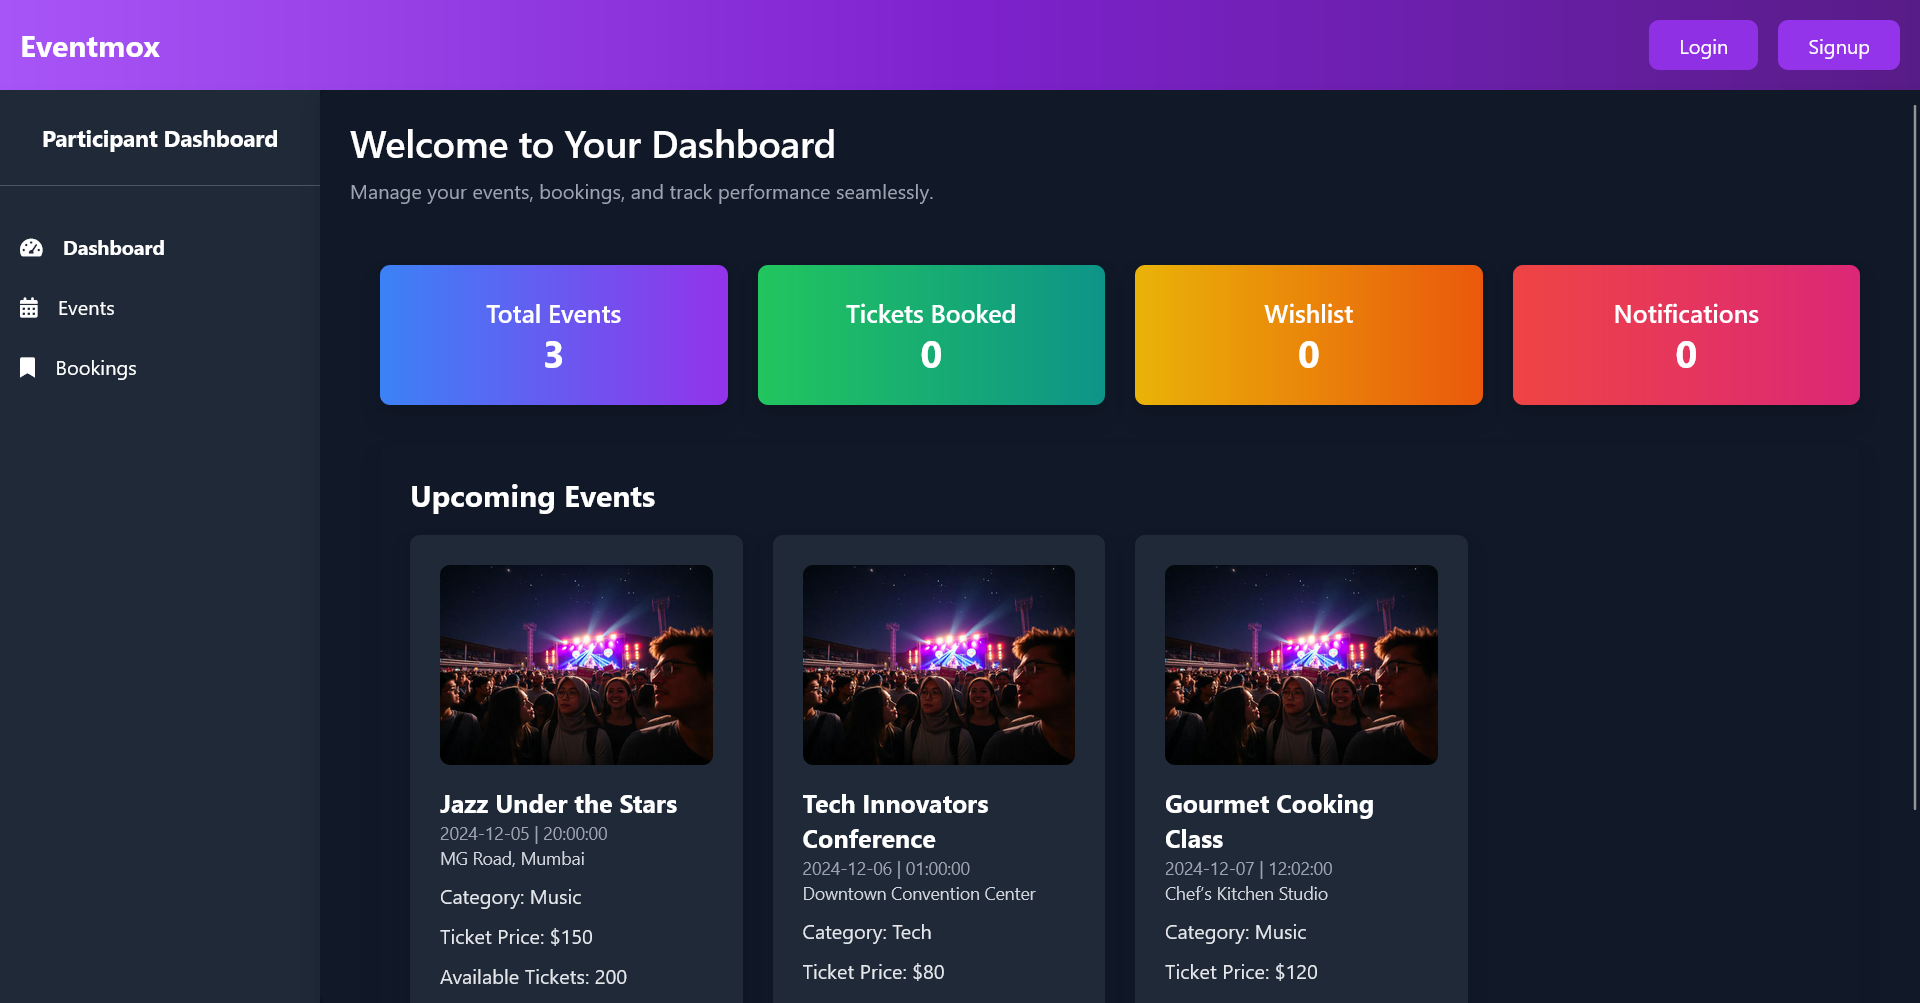 Eventmox
Login
Signup
Participant Dashboard
Dashboard
Events
Bookings
Welcome to Your Dashboard
Manage your events, bookings, and track performance seamlessly.
Total Events
3
Tickets Booked
0
Wishlist
0
Notifications
0
Upcoming Events
Jazz Under the Stars
2024-12-05 | 20:00:00
MG Road, Mumbai
Category: Music
Ticket Price: $150
Available Tickets: 200
Tech Innovators
Conference
2024-12-06 | 01:00:00
Downtown Convention Center
Category: Tech
Ticket Price: $80
Gourmet Cooking
Class
2024-12-07 | 12:02:00
Chef's Kitchen Studio
Category: Music
Ticket Price: $120